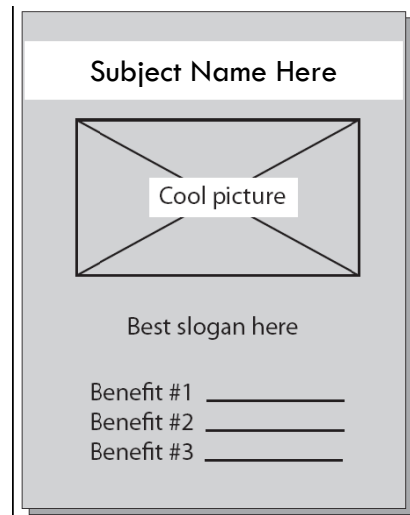 Subject Name Here
Cool picture
Best slogan here
Benefit #1
Benefit #2
Benefit #3